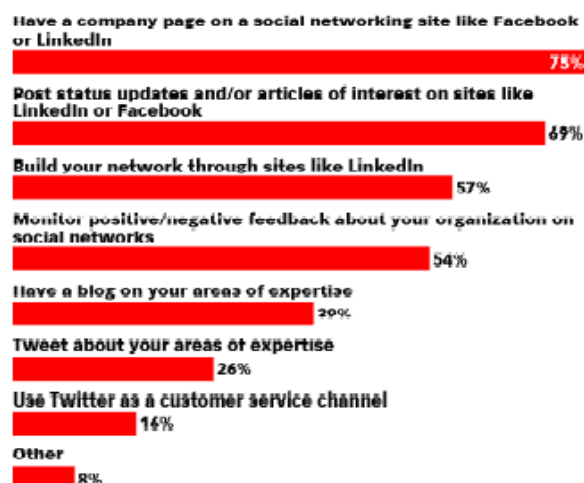 Have a company page on a social networking site like Facebook
or LinkedIn
75%
Post status updates and/or articles of interest on sites like
LinkedIn or Facebook
69%
Build your network through sites like LinkedIn
57%
Monitor positive/negative feedback about your organization on
social networks
54%
Have a blog on your areas of expertise
39%
Tweet about your areas of expertise
26%
Use Twitter as a customer service channel
16%
Other
8%